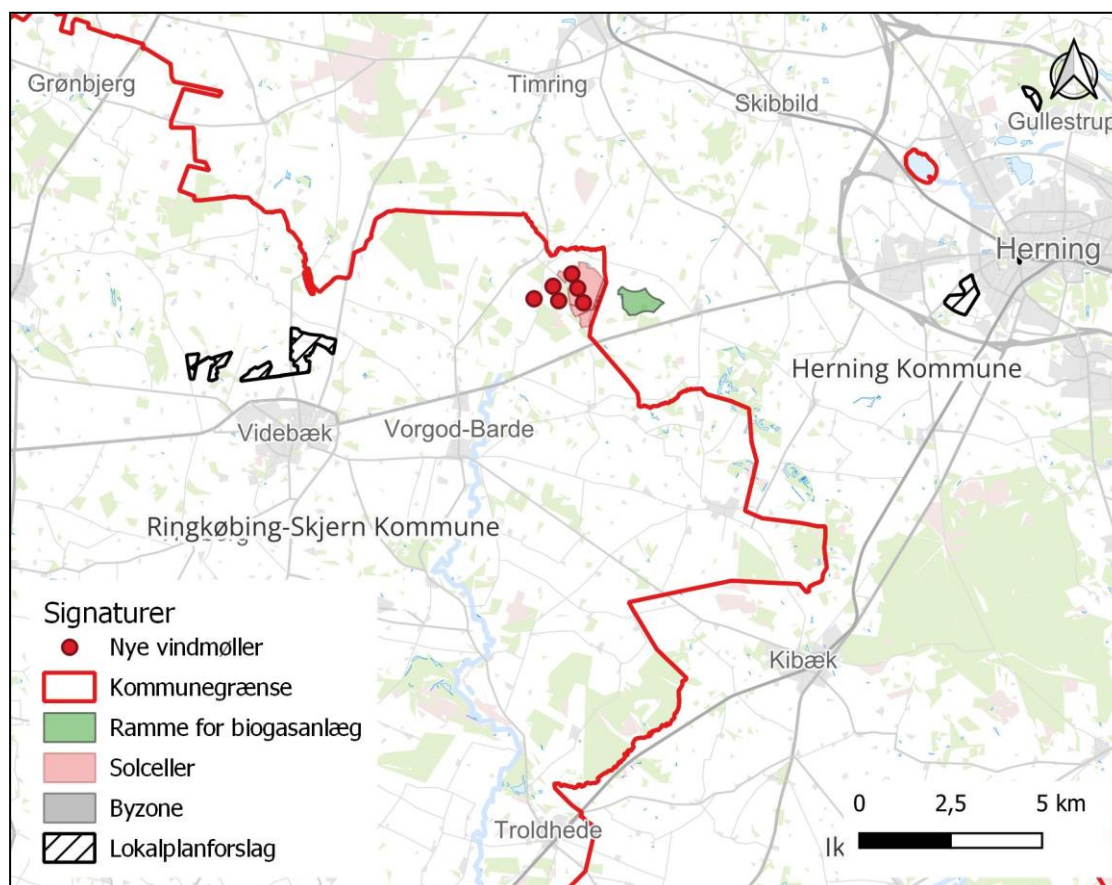 Grønbjerg
Timring
Skibbild
Gullestrup
Herning
Herning Kommune
Videbæk
Vorgod-Barde
Ringkøbing-Skjern Kommune
Kibæk
Troldhede
Signaturer
Nye vindmøller
Kommunegrænse
Ramme for biogasanlæg
Solceller
Byzone
Lokalplanforslag
0 2,5 5 km
Ik